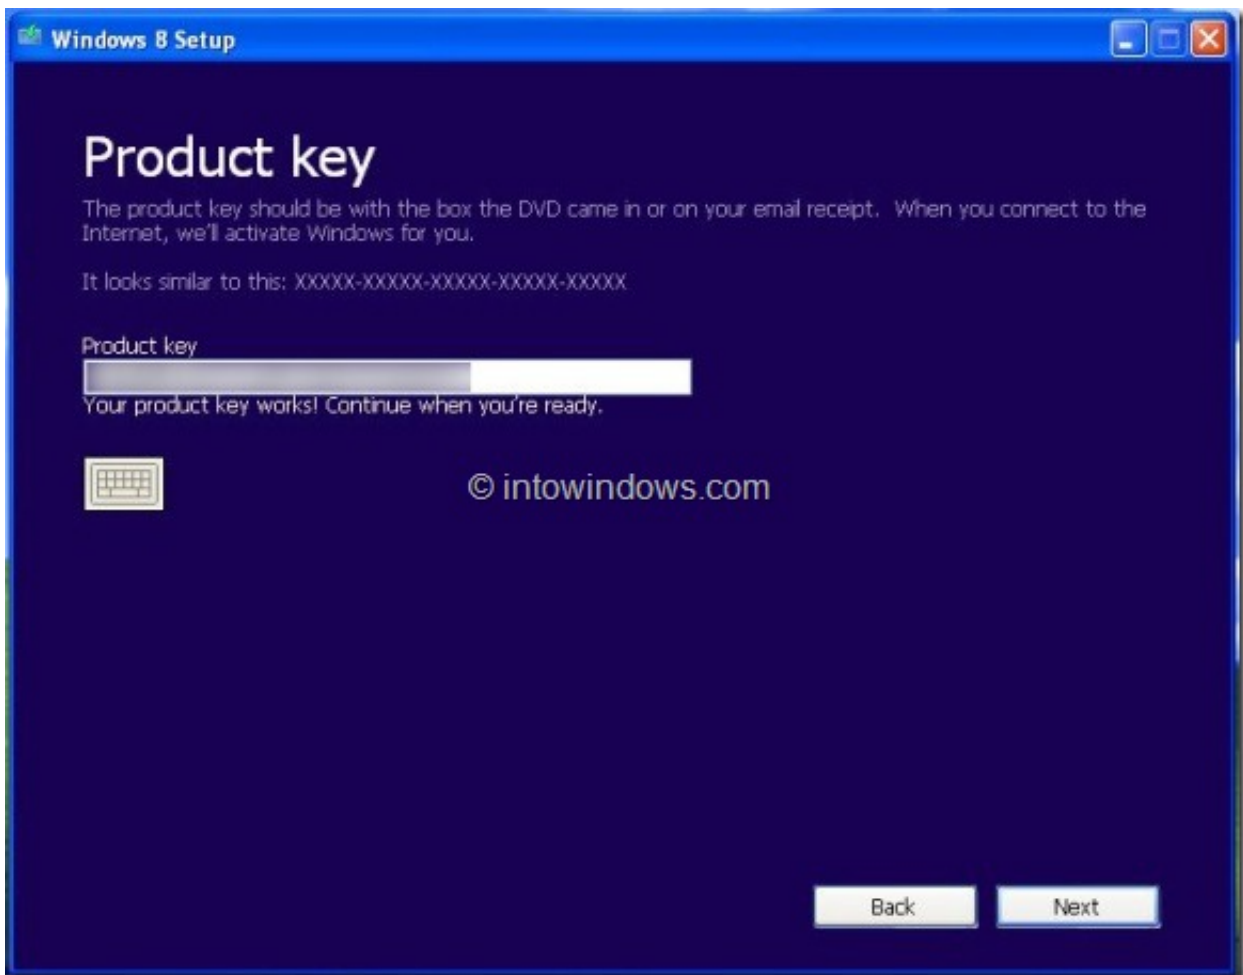 Windows 8 Setup
Product key
The product key should be with the box the DVD came in or on your email receipt.  When you connect to the
Internet, we'll activate Windows for you.
It looks similar to this: XXXXX-XXXXX-XXXXX-XXXXX-XXXXX
Product key
Your product key works! Continue when you're ready.
© intowindows.com
Back
Next